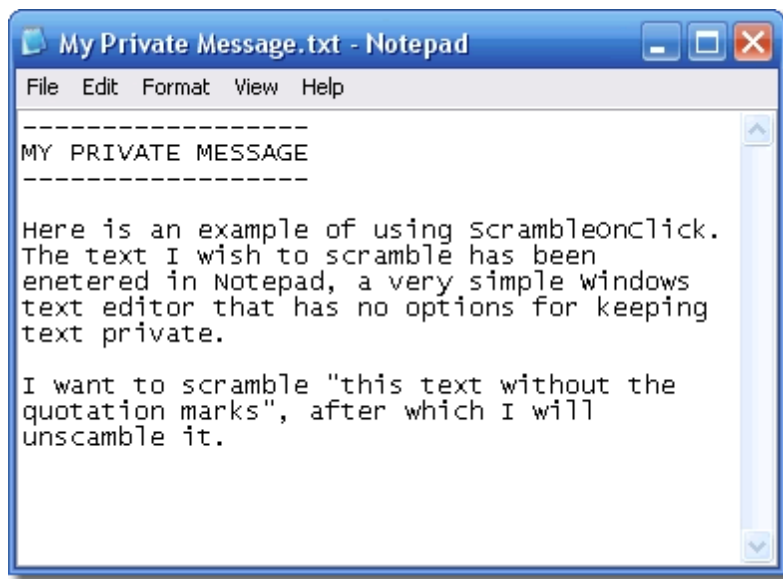 My Private Message.txt - Notepad
File Edit Format View Help
------------------
MY PRIVATE MESSAGE
------------------
Here is an example of using ScrambleOnClick.
The text I wish to scramble has been
enetered in Notepad, a very simple Windows
text editor that has no options for keeping
text private.
I want to scramble "this text without the
quotation marks", after which I will
unscamble it.